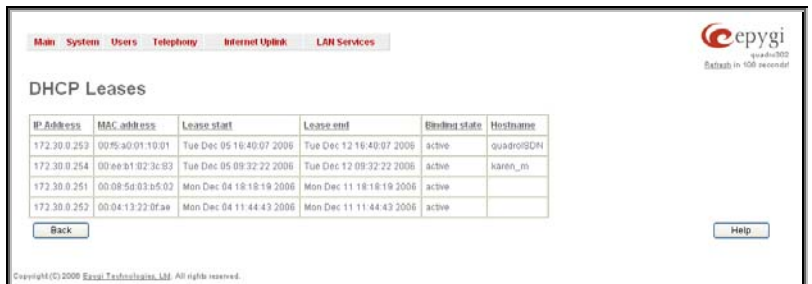 Main System Users Telephony Internet Uplink LAN Services
epygi
quadro302
Refresh in 100 seconds!
DHCP Leases
IP Address MAC address Lease start Lease end Binding state Hostname
172.30.0.253 00:f5:a0:01:10:01 Tue Dec 05 16:40:07 2006 Tue Dec 12 16:40:07 2006 active quadroISDN
172.30.0.254 00:ee:b1:02:3c:83 Tue Dec 05 09:32:22 2006 Tue Dec 12 09:32:22 2006 active karen_m
172.30.0.251 00:08:5d:03:b5:02 Mon Dec 04 18:18:19 2006 Mon Dec 11 18:18:19 2006 active
172.30.0.252 00:04:13:22:0f:ae Mon Dec 04 11:44:43 2006 Mon Dec 11 11:44:43 2006 active
Back Help
Copyright (C) 2006 Epygi Technologies, Ltd. All rights reserved.